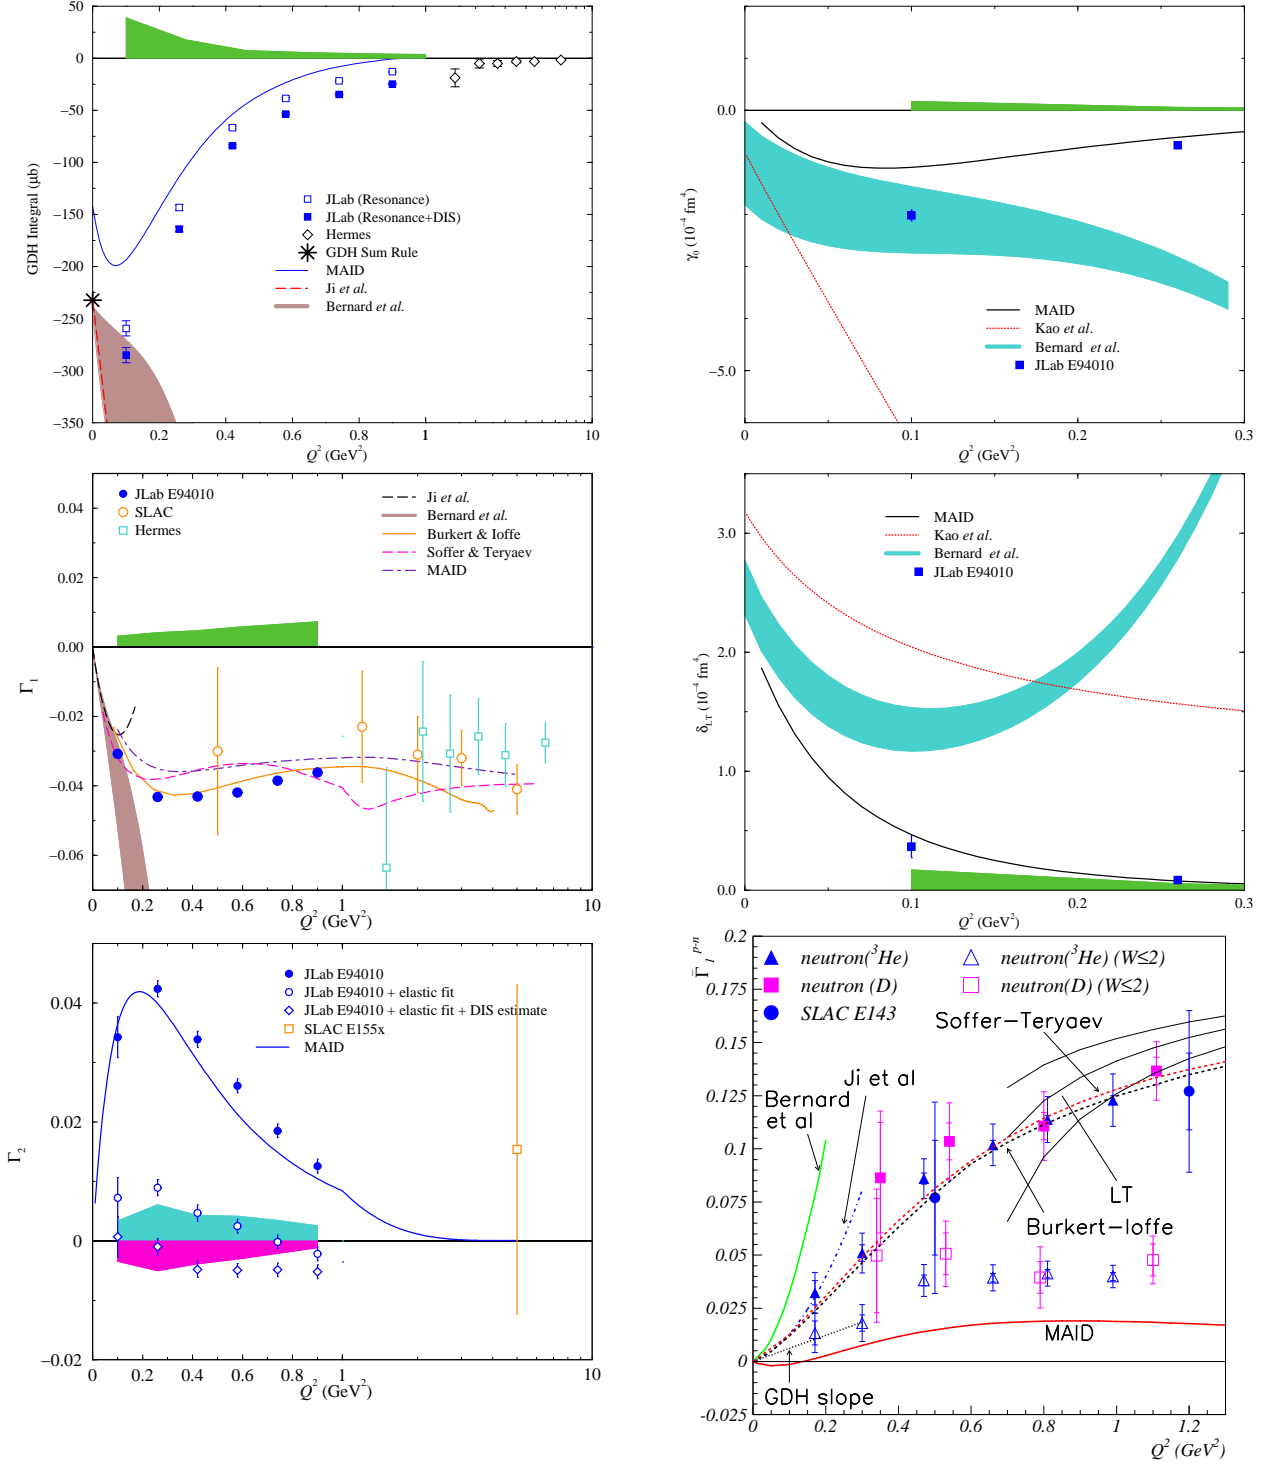 50
0
−50
−100
−150
−200
−250
−300
−350
GDH Integral (μb)
JLab (Resonance)
JLab (Resonance+DIS)
Hermes
GDH Sum Rule
MAID
Ji et al.
Bernard et al.
0 0.2 0.4 0.6 0.8 1 10
Q² (GeV²)
0.0
−5.0
γ₀ (10⁻⁴ fm⁴)
MAID
Kao et al.
Bernard et al.
JLab E94010
0 0.1 0.2 0.3
Q² (GeV²)
0.04
0.02
0.00
−0.02
−0.04
−0.06
Γ₁
JLab E94010
SLAC
Hermes
Ji et al.
Bernard et al.
Burkert & Ioffe
Soffer & Teryaev
MAID
0 0.2 0.4 0.6 0.8 1 10
Q² (GeV²)
3.0
2.0
1.0
0.0
δ_LT (10⁻⁴ fm⁴)
MAID
Kao et al.
Bernard et al.
JLab E94010
0 0.1 0.2 0.3
Q² (GeV²)
0.04
0.02
0
−0.02
Γ₂
JLab E94010
JLab E94010 + elastic fit
JLab E94010 + elastic fit + DIS estimate
SLAC E155x
MAID
0 0.2 0.4 0.6 0.8 1 10
Q² (GeV²)
Γ̄₁ᵖ⁻ⁿ
0.2
0.175
0.15
0.125
0.1
0.075
0.05
0.025
0
-0.025
neutron(³He)
neutron(³He) (W≤2)
neutron (D)
neutron(D) (W≤2)
SLAC E143
Soffer−Teryaev
Ji et al
Bernard
et al
LT
Burkert−Ioffe
MAID
GDH slope
0 0.2 0.4 0.6 0.8 1 1.2
Q² (GeV²)